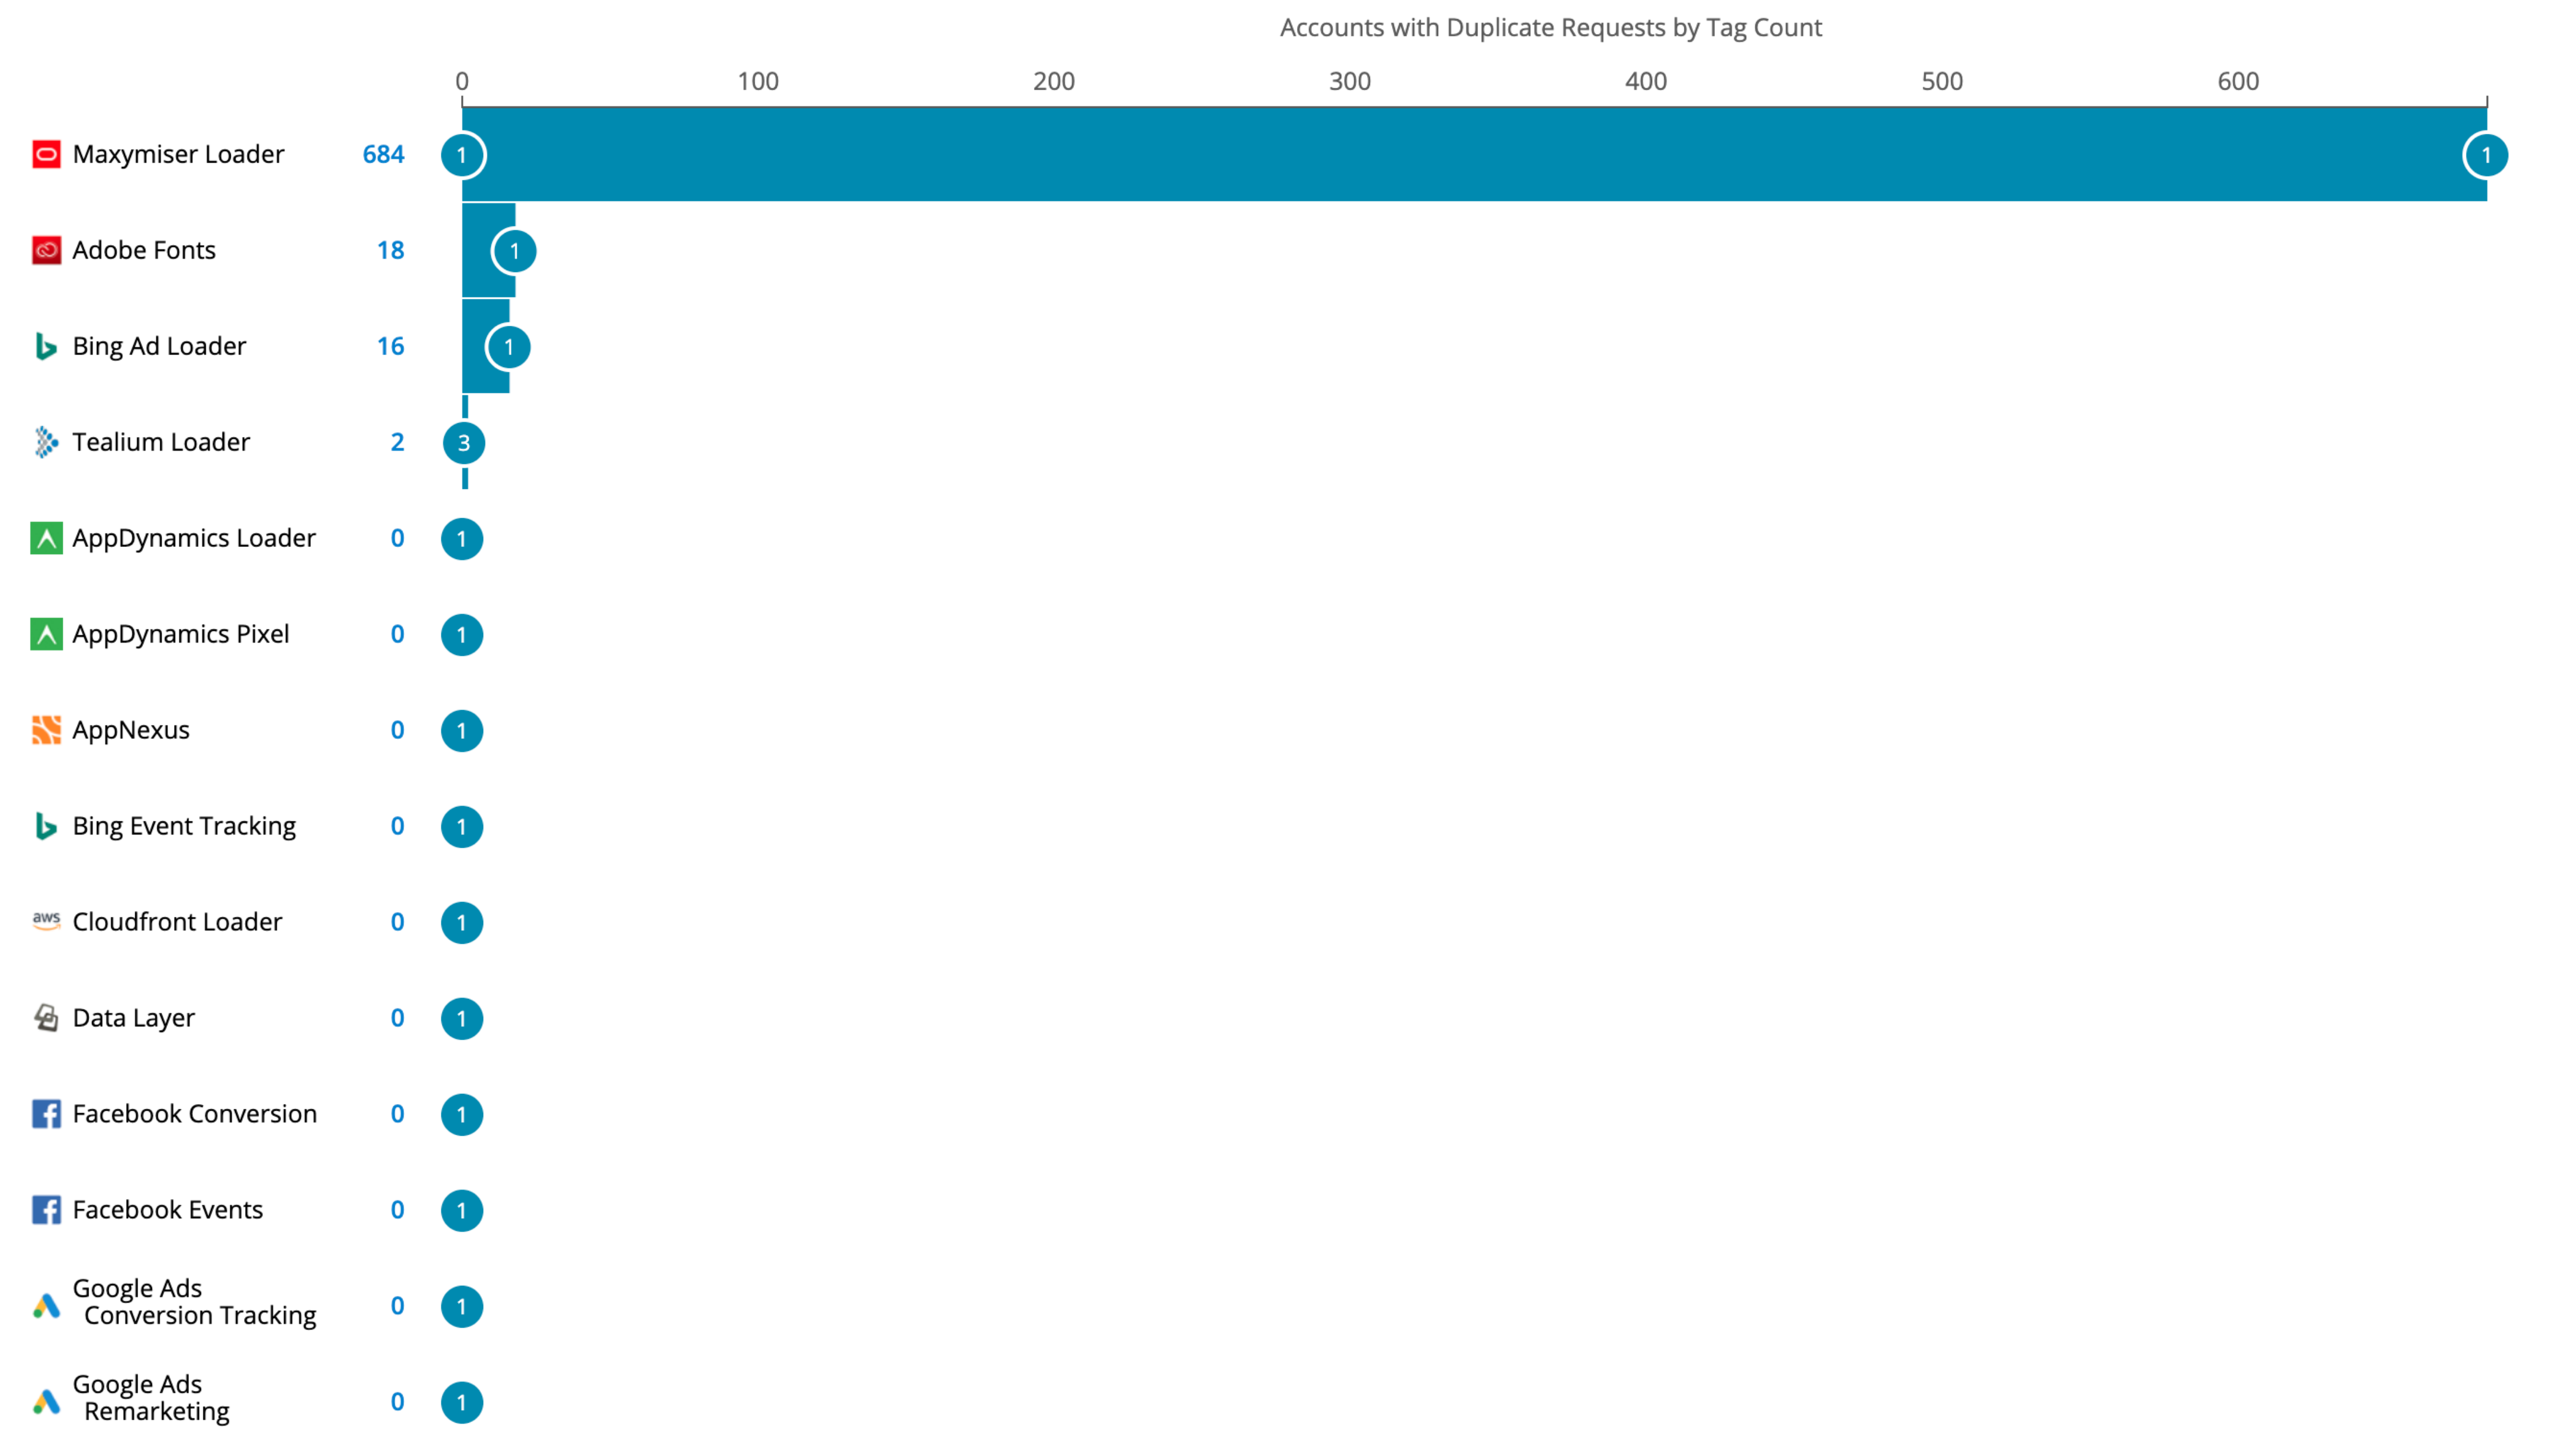 Accounts with Duplicate Requests by Tag Count
0 100 200 300 400 500 600
Maxymiser Loader 684 1 1
Adobe Fonts 18 1
Bing Ad Loader 16 1
Tealium Loader 2 3
AppDynamics Loader 0 1
AppDynamics Pixel 0 1
AppNexus 0 1
Bing Event Tracking 0 1
aws Cloudfront Loader 0 1
Data Layer 0 1
Facebook Conversion 0 1
Facebook Events 0 1
Google Ads
Conversion Tracking 0 1
Google Ads
Remarketing 0 1